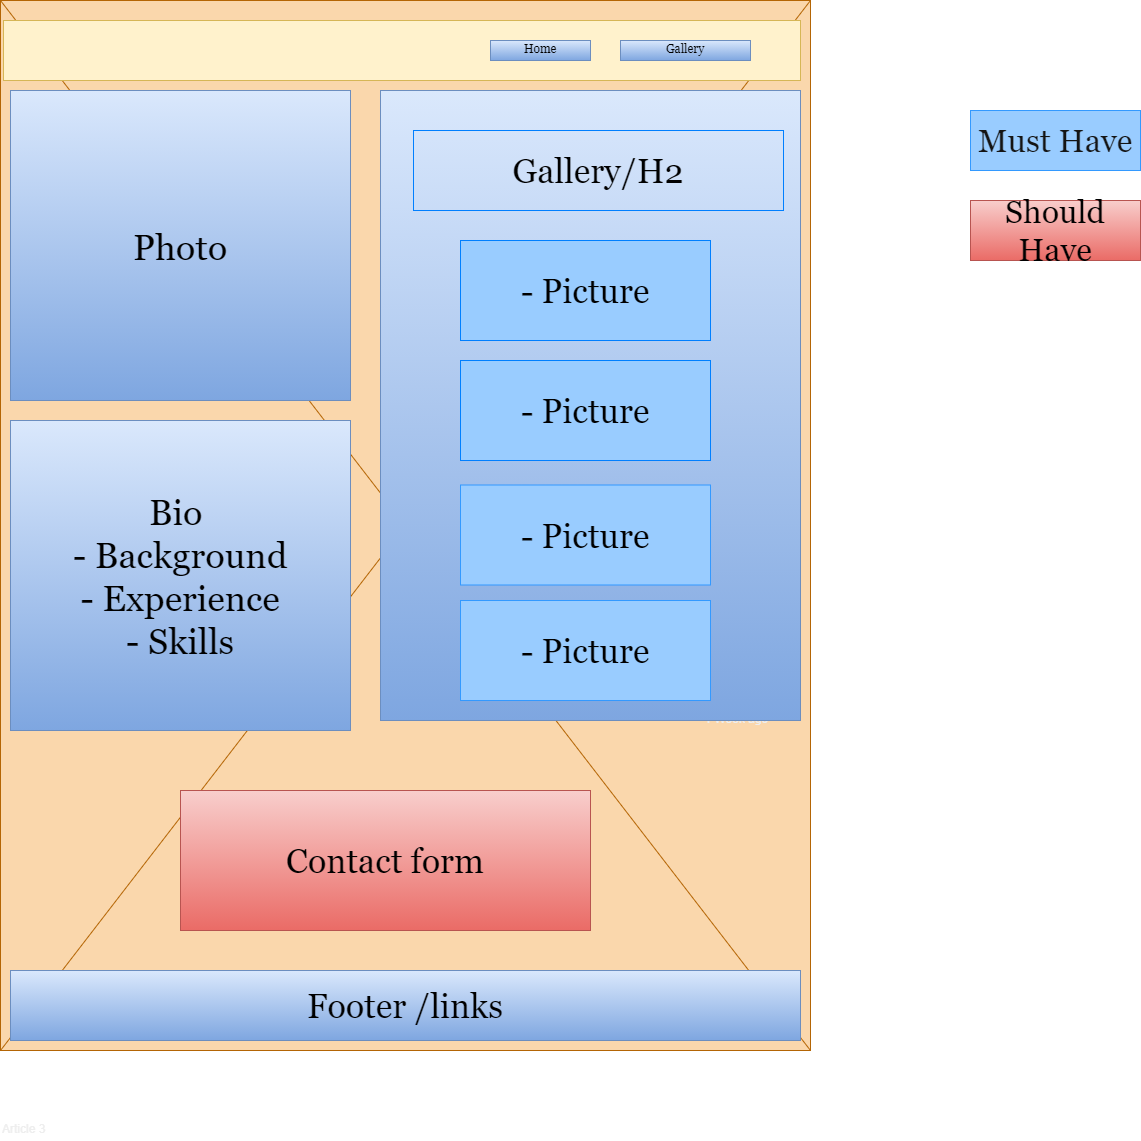 Home
Gallery
Photo
Gallery/H2
- Picture
- Picture
- Picture
- Picture
Bio
- Background
- Experience
- Skills
Contact form
Footer /links
Must Have
Should
Have
Article 3